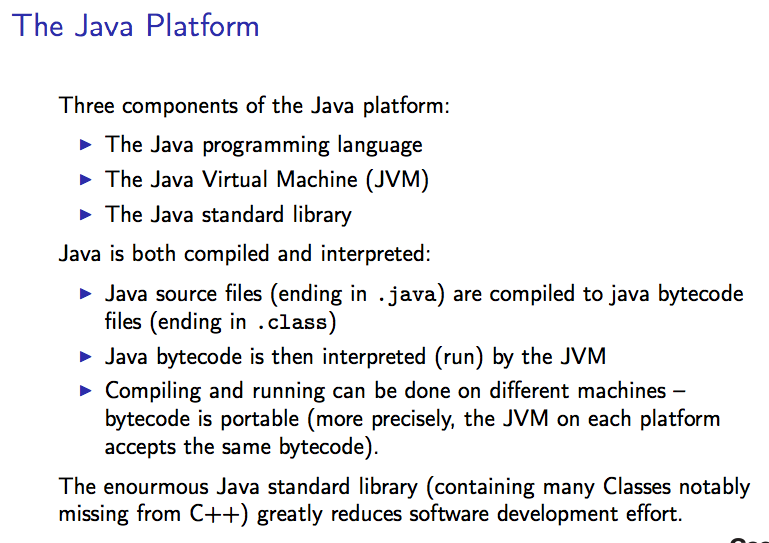 The Java Platform
Three components of the Java platform:
▶ The Java programming language
▶ The Java Virtual Machine (JVM)
▶ The Java standard library
Java is both compiled and interpreted:
▶ Java source files (ending in .java) are compiled to java bytecode
files (ending in .class)
▶ Java bytecode is then interpreted (run) by the JVM
▶ Compiling and running can be done on different machines –
bytecode is portable (more precisely, the JVM on each platform
accepts the same bytecode).
The enourmous Java standard library (containing many Classes notably
missing from C++) greatly reduces software development effort.